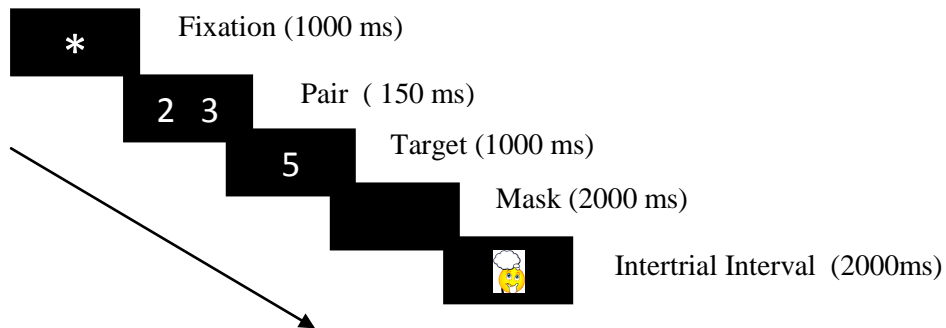 *
Fixation (1000 ms)
2 3
Pair ( 150 ms)
5
Target (1000 ms)
Mask (2000 ms)
Intertrial Interval (2000ms)